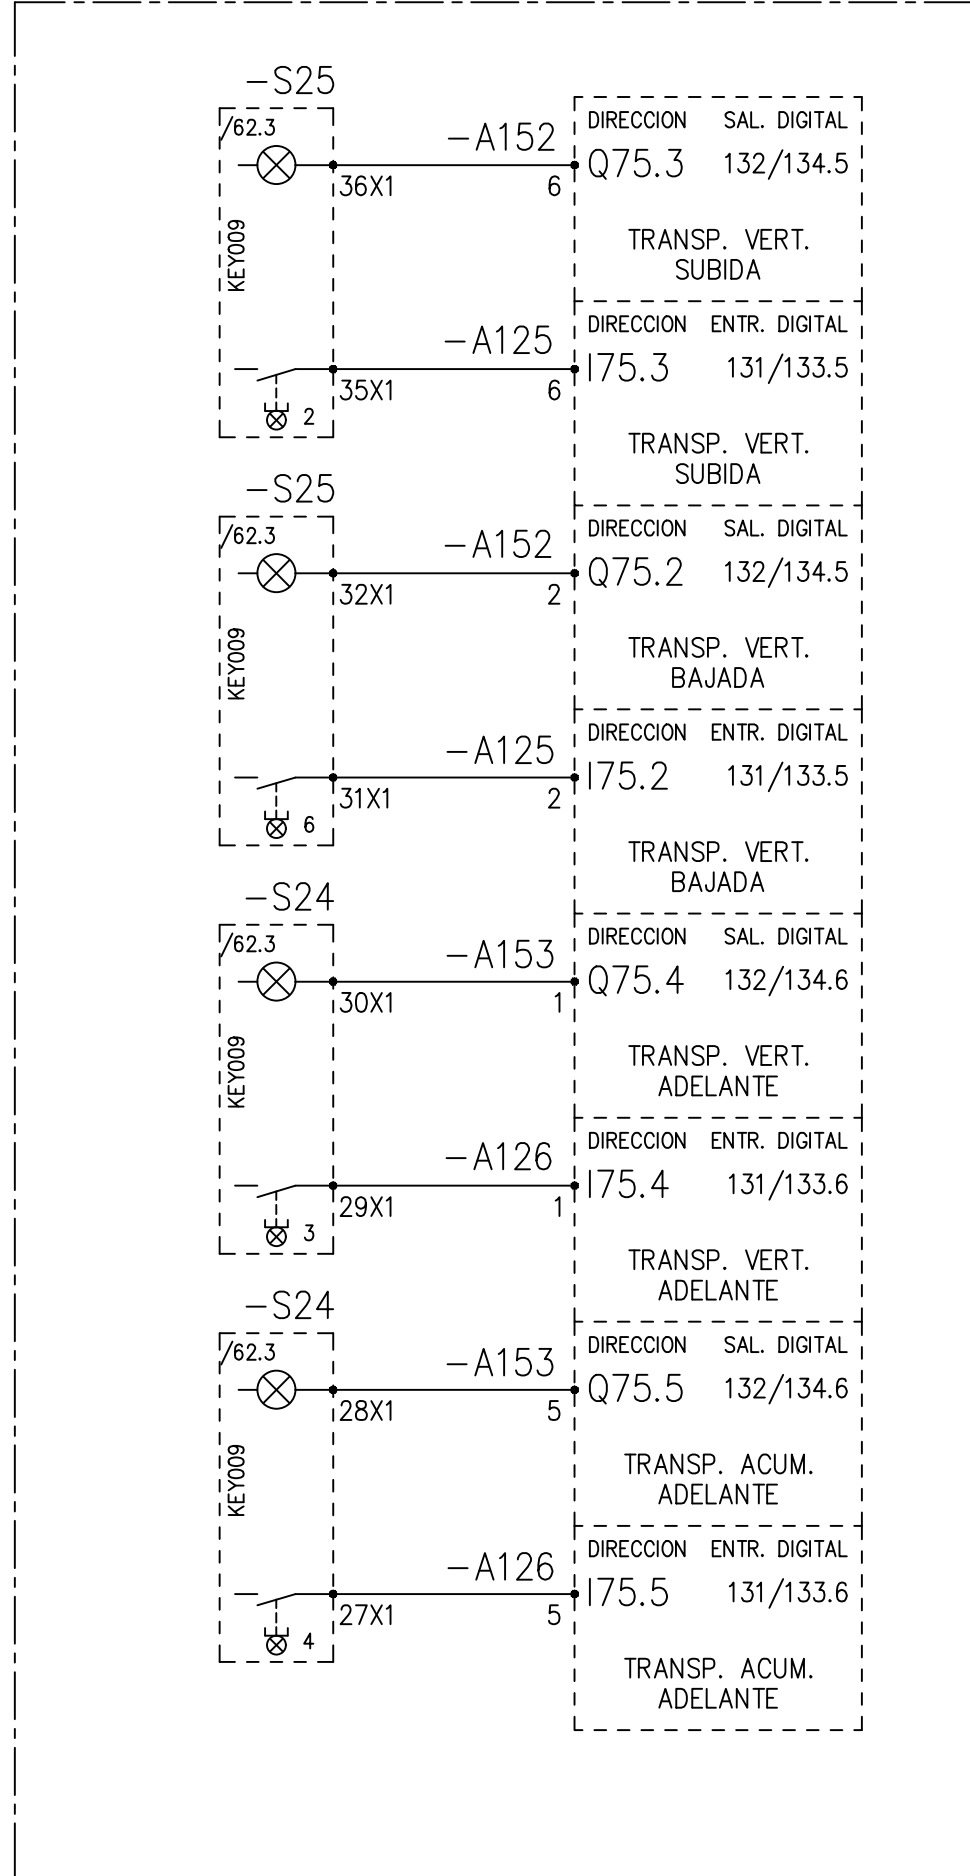 -S25
/62.3
-A152
DIRECCION SAL. DIGITAL
36X1 6 Q75.3 132/134.5
KEY009
TRANSP. VERT.
SUBIDA
-A125
DIRECCION ENTR. DIGITAL
35X1 6 I75.3 131/133.5
2
TRANSP. VERT.
SUBIDA
-S25
/62.3
-A152
DIRECCION SAL. DIGITAL
32X1 2 Q75.2 132/134.5
KEY009
TRANSP. VERT.
BAJADA
-A125
DIRECCION ENTR. DIGITAL
31X1 2 I75.2 131/133.5
6
TRANSP. VERT.
BAJADA
-S24
/62.3
-A153
DIRECCION SAL. DIGITAL
30X1 1 Q75.4 132/134.6
KEY009
TRANSP. VERT.
ADELANTE
-A126
DIRECCION ENTR. DIGITAL
29X1 1 I75.4 131/133.6
3
TRANSP. VERT.
ADELANTE
-S24
/62.3
-A153
DIRECCION SAL. DIGITAL
28X1 5 Q75.5 132/134.6
KEY009
TRANSP. ACUM.
ADELANTE
-A126
DIRECCION ENTR. DIGITAL
27X1 5 I75.5 131/133.6
4
TRANSP. ACUM.
ADELANTE